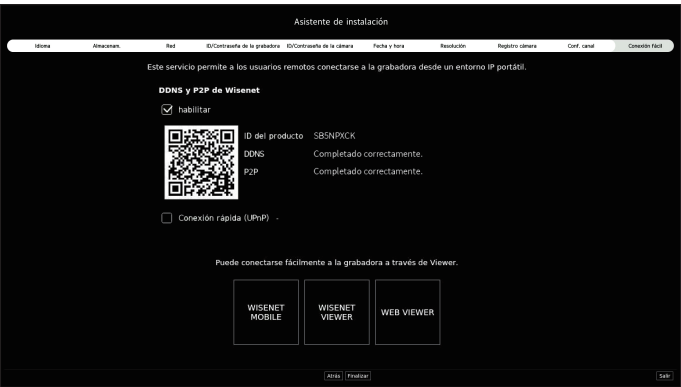 Asistente de instalación
Idioma Almacenam. Red ID/Contraseña de la grabadora ID/Contraseña de la cámara Fecha y hora Resolución Registro cámara Conf. canal Conexión fácil
Este servicio permite a los usuarios remotos conectarse a la grabadora desde un entorno IP portátil.
DDNS y P2P de Wisenet
habilitar
ID del producto SB5NPXCK
DDNS Completado correctamente.
P2P Completado correctamente.
Conexión rápida (UPnP) -
Puede conectarse fácilmente a la grabadora a través de Viewer.
WISENET MOBILE
WISENET VIEWER
WEB VIEWER
Atrás Finalizar Salir